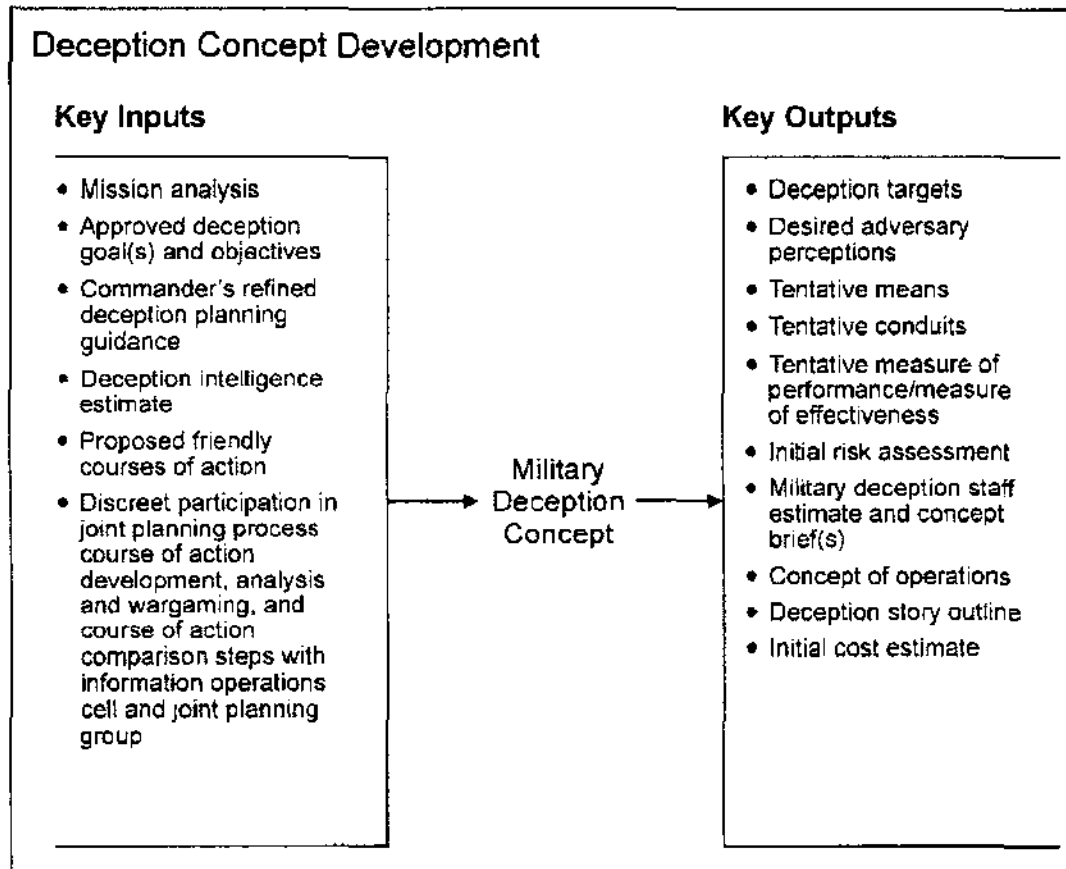 Deception Concept Development
Key Inputs
• Mission analysis
• Approved deception
goal(s) and objectives
• Commander's refined
deception planning
guidance
• Deception intelligence
estimate
• Proposed friendly
courses of action
• Discreet participation in
joint planning process
course of action
development, analysis
and wargaming, and
course of action
comparison steps with
information operations
cell and joint planning
group
Military
Deception
Concept
Key Outputs
• Deception targets
• Desired adversary
perceptions
• Tentative means
• Tentative conduits
• Tentative measure of
performance/measure
of effectiveness
• Initial risk assessment
• Military deception staff
estimate and concept
brief(s)
• Concept of operations
• Deception story outline
• Initial cost estimate